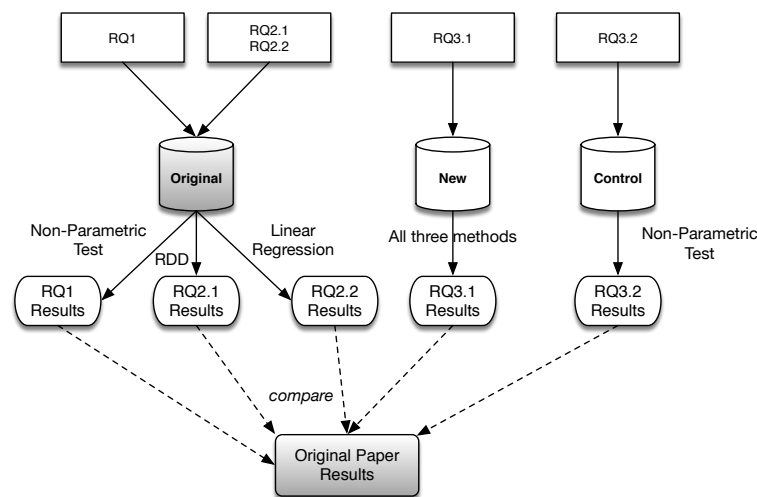 RQ1
RQ2.1
RQ2.2
RQ3.1
RQ3.2
Original
New
Control
Non-Parametric
Test
RDD
Linear
Regression
All three methods
Non-Parametric
Test
RQ1
Results
RQ2.1
Results
RQ2.2
Results
RQ3.1
Results
RQ3.2
Results
compare
Original Paper
Results